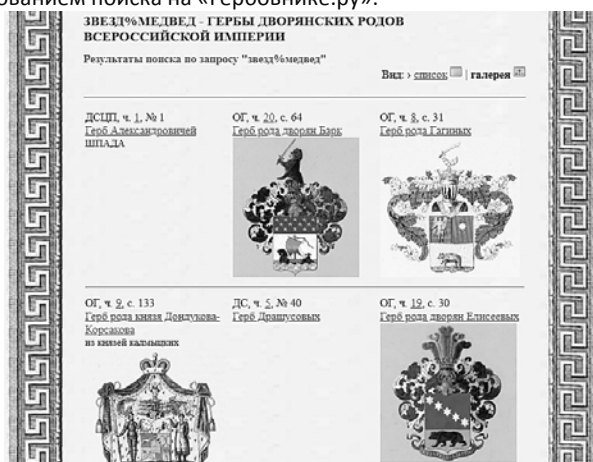 ованием поиска на «Гербовнике.ру».
ЗВЕЗД%МЕДВЕД - ГЕРБЫ ДВОРЯНСКИХ РОДОВ
ВСЕРОССИЙСКОЙ ИМПЕРИИ
Результаты поиска по запросу "звезд%медвед"
Вид: › список | галерея
ДСЦП, ч. 1, № 1
Герб Александровичей
ШПАДА
ОГ, ч. 20, с. 64
Герб рода дворян Барк
ОГ, ч. 8, с. 31
Герб рода Гагиных
ОГ, ч. 9, с. 133
Герб рода князя Дондукова-
Корсакова
из князей калмыцких
ДС, ч. 5, № 40
Герб Драшусовых
ОГ, ч. 19, с. 30
Герб рода дворян Елисеевых